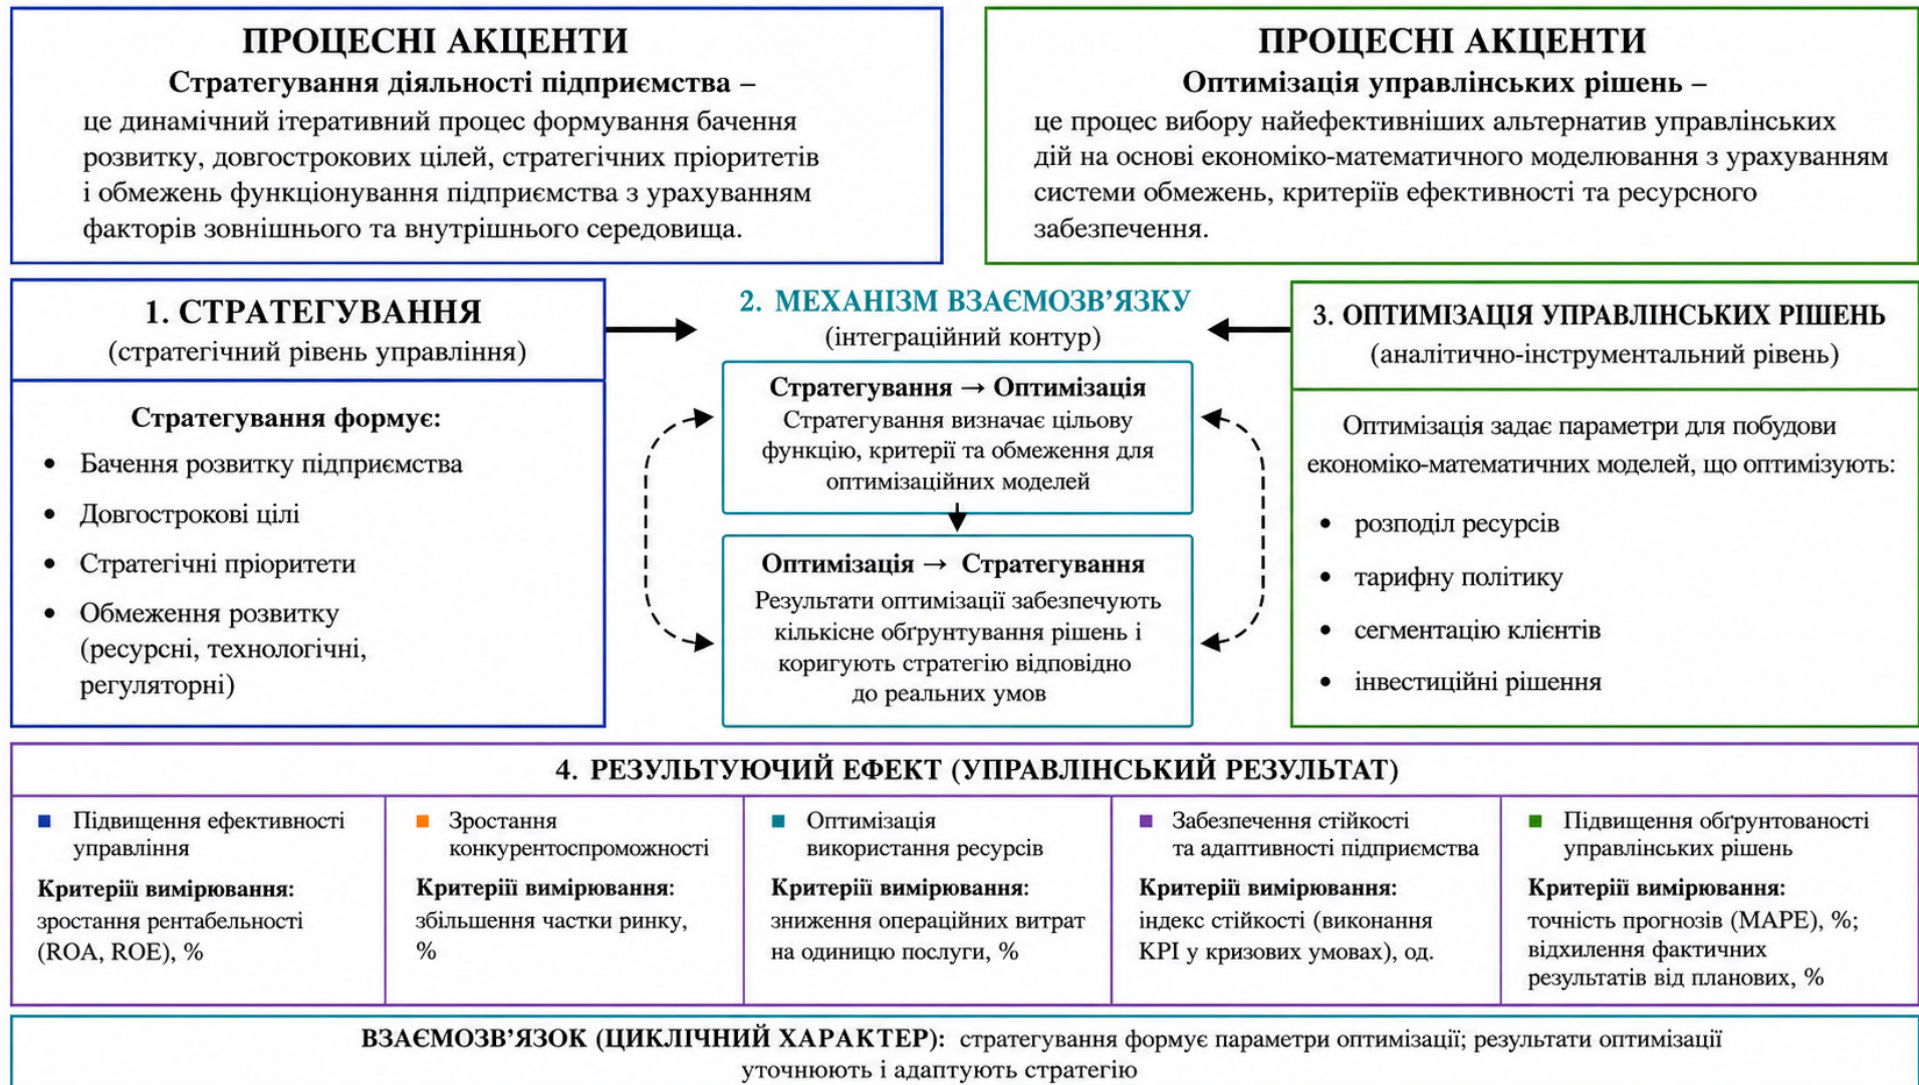 ПРОЦЕСНІ АКЦЕНТИ
Стратегування діяльності підприємства –
це динамічний ітеративний процес формування бачення
розвитку, довгострокових цілей, стратегічних пріоритетів
і обмежень функціонування підприємства з урахуванням
факторів зовнішнього та внутрішнього середовища.
ПРОЦЕСНІ АКЦЕНТИ
Оптимізація управлінських рішень –
це процес вибору найефективніших альтернатив управлінських
дій на основі економіко-математичного моделювання з урахуванням
системи обмежень, критеріїв ефективності та ресурсного
забезпечення.
1. СТРАТЕГУВАННЯ
(стратегічний рівень управління)
Стратегування формує:
• Бачення розвитку підприємства
• Довгострокові цілі
• Стратегічні пріоритети
• Обмеження розвитку
(ресурсні, технологічні,
регуляторні)
2. МЕХАНІЗМ ВЗАЄМОЗВ’ЯЗКУ
(інтеграційний контур)
Стратегування → Оптимізація
Стратегування визначає цільову
функцію, критерії та обмеження для
оптимізаційних моделей
Оптимізація → Стратегування
Результати оптимізації забезпечують
кількісне обґрунтування рішень і
коригують стратегію відповідно
до реальних умов
3. ОПТИМІЗАЦІЯ УПРАВЛІНСЬКИХ РІШЕНЬ
(аналітично-інструментальний рівень)
Оптимізація задає параметри для побудови
економіко-математичних моделей, що оптимізують:
• розподіл ресурсів
• тарифну політику
• сегментацію клієнтів
• інвестиційні рішення
4. РЕЗУЛЬТУЮЧИЙ ЕФЕКТ (УПРАВЛІНСЬКИЙ РЕЗУЛЬТАТ)
Підвищення ефективності
управління
Критеріїі вимірювання:
зростання рентабельності
(ROA, ROE), %
Зростання
конкурентоспроможності
Критеріїі вимірювання:
збільшення частки ринку,
%
Оптимізація
використання ресурсів
Критеріїі вимірювання:
зниження операційних витрат
на одиницю послуги, %
Забезпечення стійкості
та адаптивності підприємства
Критеріїі вимірювання:
індекс стійкості (виконання
KPI у кризових умовах), од.
Підвищення обґрунтованості
управлінських рішень
Критеріїі вимірювання:
точність прогнозів (MAPE), %;
відхилення фактичних
результатів від планових, %
ВЗАЄМОЗВ’ЯЗОК (ЦИКЛІЧНИЙ ХАРАКТЕР): стратегування формує параметри оптимізації; результати оптимізації
уточнюють і адаптують стратегію